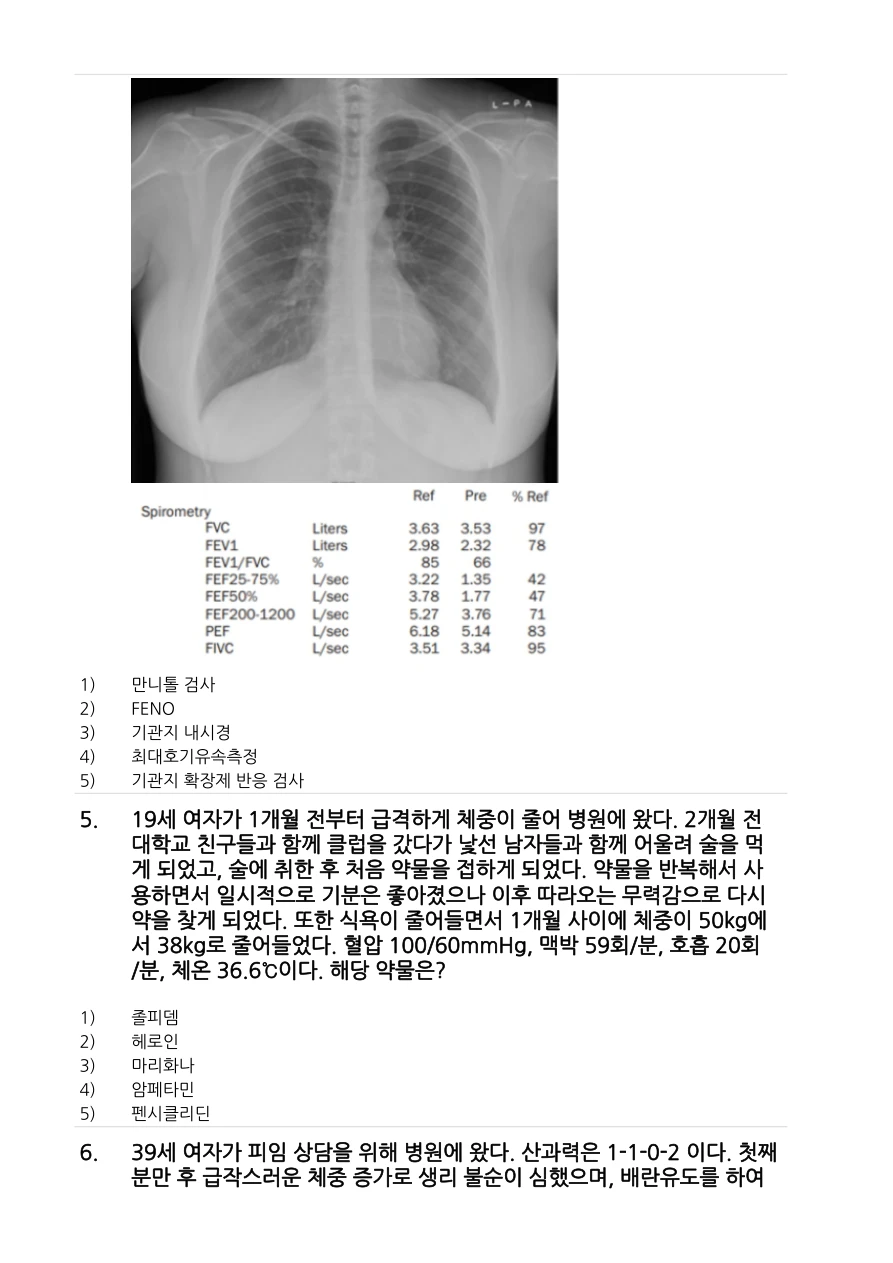 L-PA
Ref Pre % Ref
Spirometry
FVC Liters 3.63 3.53 97
FEV1 Liters 2.98 2.32 78
FEV1/FVC % 85 66
FEF25-75% L/sec 3.22 1.35 42
FEF50% L/sec 3.78 1.77 47
FEF200-1200 L/sec 5.27 3.76 71
PEF L/sec 6.18 5.14 83
FIVC L/sec 3.51 3.34 95
1) 만니톨 검사
2) FENO
3) 기관지 내시경
4) 최대호기유속측정
5) 기관지 확장제 반응 검사
5. 19세 여자가 1개월 전부터 급격하게 체중이 줄어 병원에 왔다. 2개월 전
대학교 친구들과 함께 클럽을 갔다가 낯선 남자들과 함께 어울려 술을 먹
게 되었고, 술에 취한 후 처음 약물을 접하게 되었다. 약물을 반복해서 사
용하면서 일시적으로 기분은 좋아졌으나 이후 따라오는 무력감으로 다시
약을 찾게 되었다. 또한 식욕이 줄어들면서 1개월 사이에 체중이 50kg에
서 38kg로 줄어들었다. 혈압 100/60mmHg, 맥박 59회/분, 호흡 20회
/분, 체온 36.6℃이다. 해당 약물은?
1) 졸피뎀
2) 헤로인
3) 마리화나
4) 암페타민
5) 펜시클리딘
6. 39세 여자가 피임 상담을 위해 병원에 왔다. 산과력은 1-1-0-2 이다. 첫째
분만 후 급작스러운 체중 증가로 생리 불순이 심했으며, 배란유도를 하여